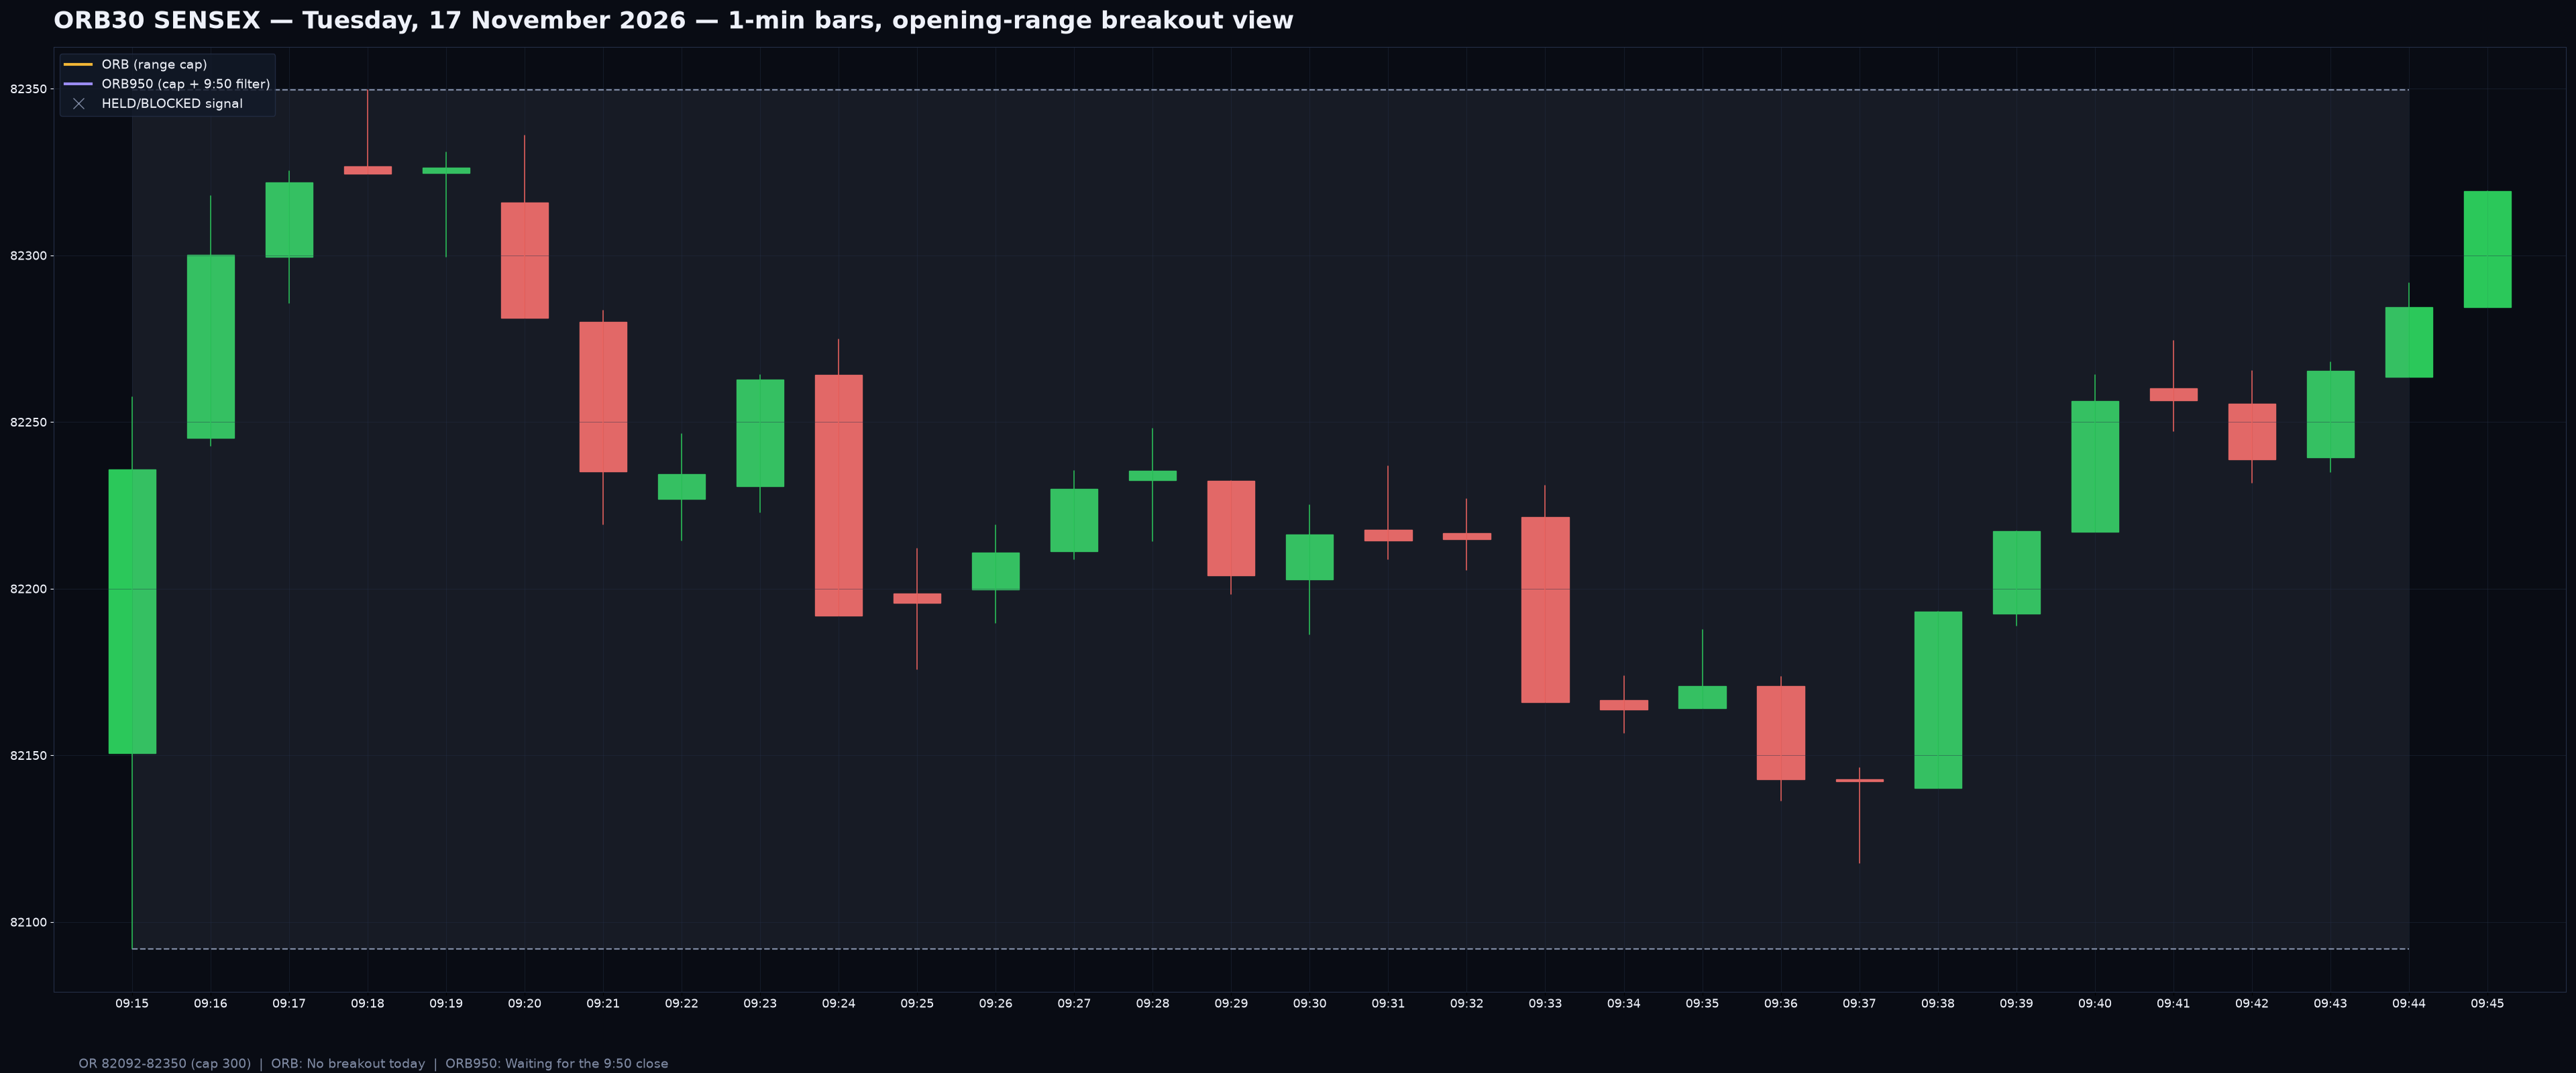 ORB30 SENSEX — Tuesday, 17 November 2026 — 1-min bars, opening-range breakout view
ORB (range cap)
ORB950 (cap + 9:50 filter)
HELD/BLOCKED signal
82350
82300
82250
82200
82150
82100
09:15 09:16 09:17 09:18 09:19 09:20 09:21 09:22 09:23 09:24 09:25 09:26 09:27 09:28 09:29 09:30 09:31 09:32 09:33 09:34 09:35 09:36 09:37 09:38 09:39 09:40 09:41 09:42 09:43 09:44 09:45
OR 82092-82350 (cap 300) | ORB: No breakout today | ORB950: Waiting for the 9:50 close